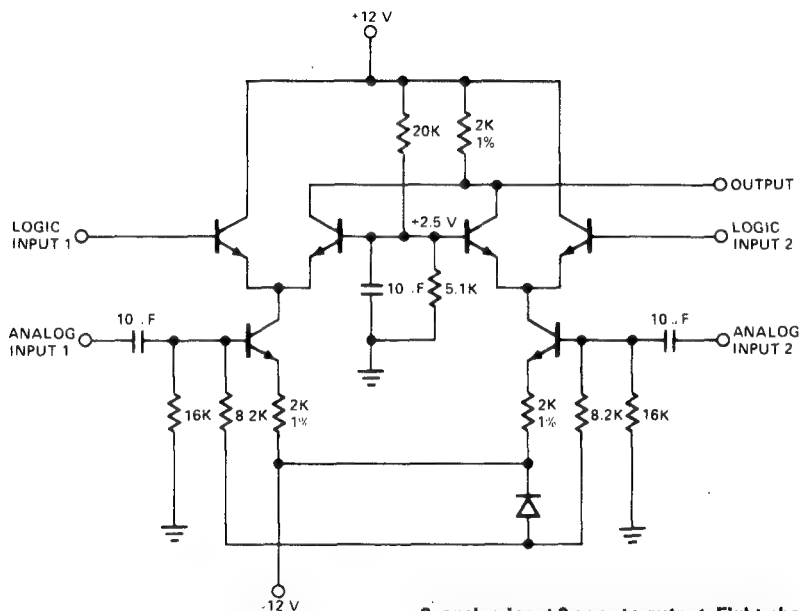 +12 V
20K
2K
1%
OUTPUT
LOGIC
INPUT 1
+2.5 V
LOGIC
INPUT 2
10 ..F
5.1K
ANALOG
INPUT 1
10 ..F
10 ..F
ANALOG
INPUT 2
16K
8.2K
2K
1%
2K
1%
8.2K
16K
-12 V